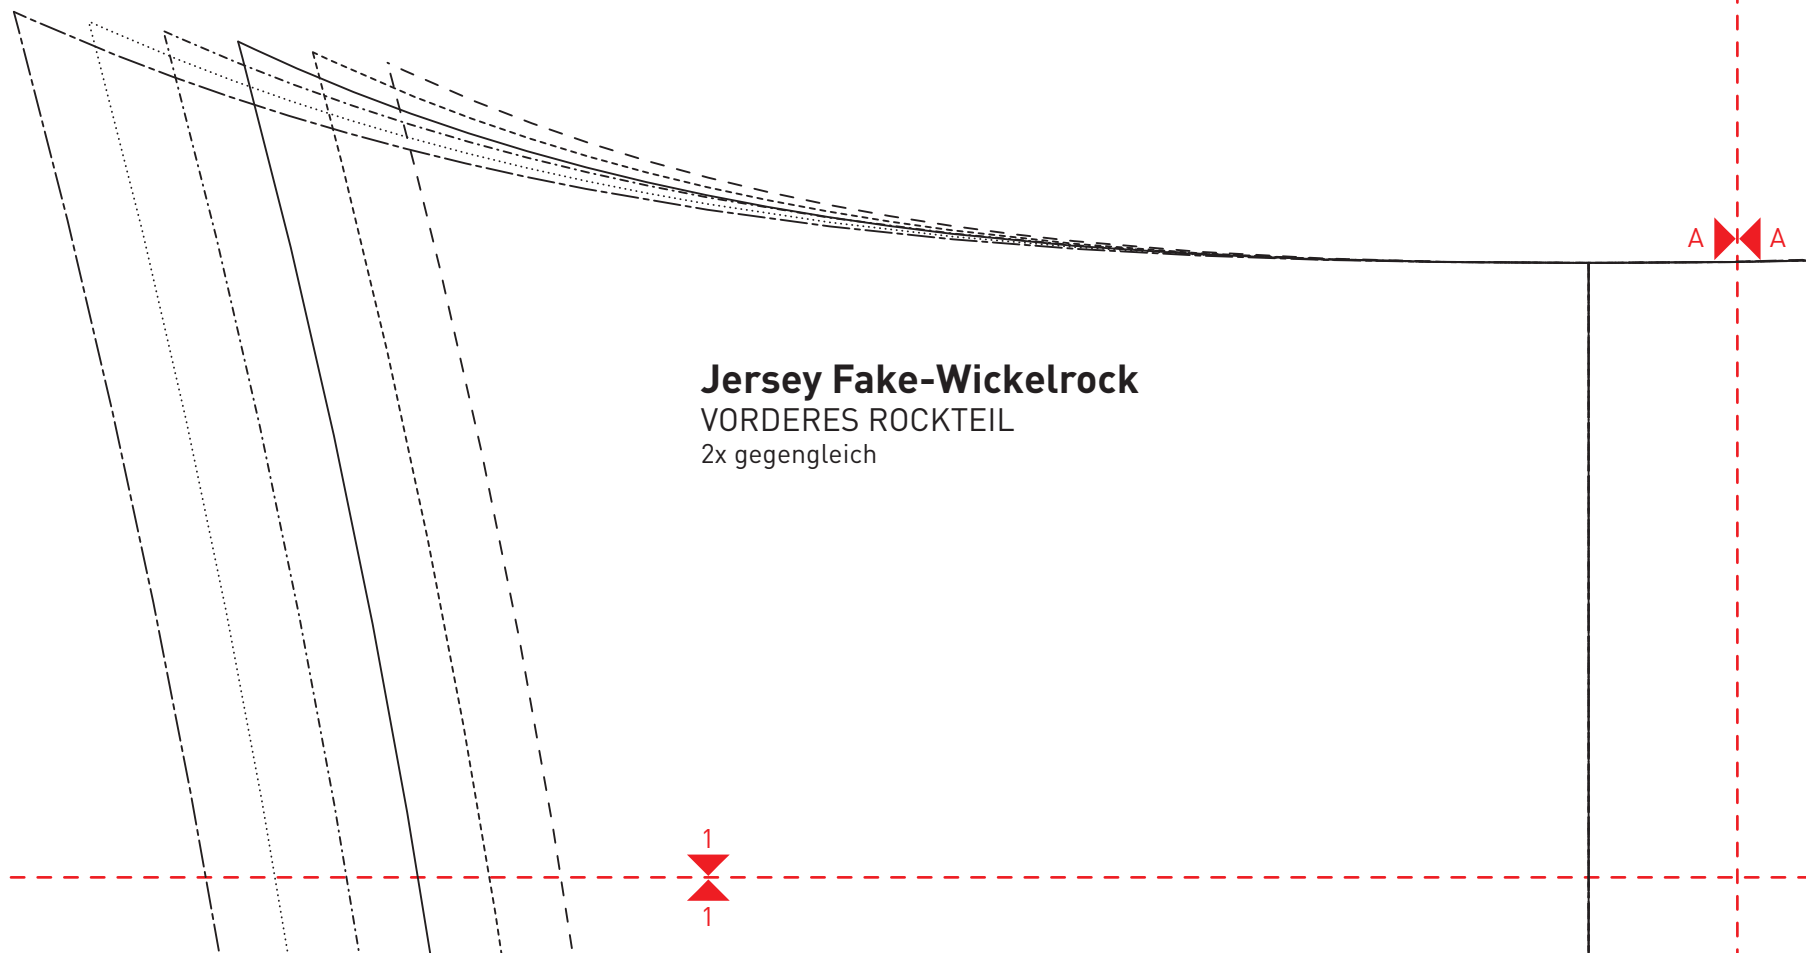 A A
Jersey Fake-Wickelrock
VORDERES ROCKTEIL
2x gegengleich
1
1